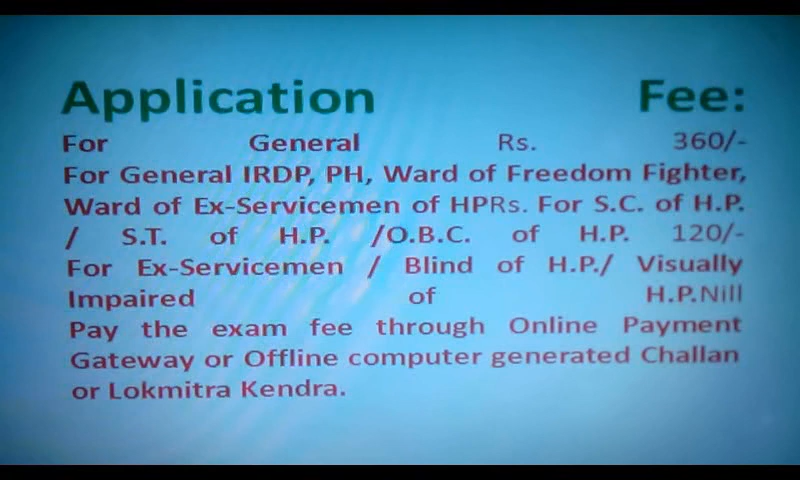 Application Fee:
For General Rs. 360/-
For General IRDP, PH, Ward of Freedom Fighter,
Ward of Ex-Servicemen of HPRs. For S.C. of H.P.
/ S.T. of H.P. /O.B.C. of H.P. 120/-
For Ex-Servicemen / Blind of H.P./ Visually
Impaired of H.P.Nill
Pay the exam fee through Online Payment
Gateway or Offline computer generated Challan
or Lokmitra Kendra.